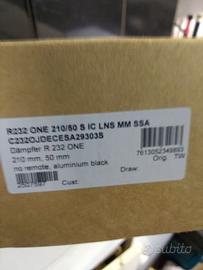 R232 ONE 210/50 S IC LNS MM SSA
C232OJDECESA29303S
Dämpfer R 232 ONE
210 mm, 50 mm
no remote, aluminium black
7613052349893
Orig. TW
Cust.
Draw.
subito